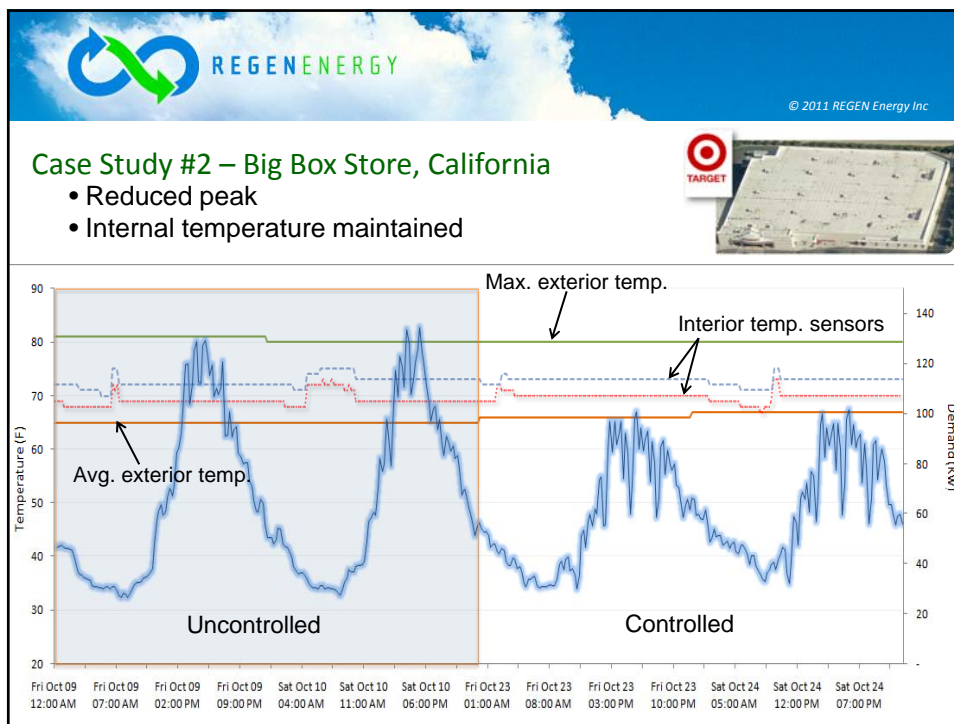 REGENENERGY
© 2011 REGEN Energy Inc
Case Study #2 – Big Box Store, California
• Reduced peak
• Internal temperature maintained
TARGET
Max. exterior temp.
Interior temp. sensors
Avg. exterior temp.
Uncontrolled
Controlled
Temperature (F)
90
80
70
60
50
40
30
20
Demand (KW)
140
120
100
80
60
40
20
-
Fri Oct 09 12:00 AM
Fri Oct 09 07:00 AM
Fri Oct 09 02:00 PM
Fri Oct 09 09:00 PM
Sat Oct 10 04:00 AM
Sat Oct 10 11:00 AM
Sat Oct 10 06:00 PM
Fri Oct 23 01:00 AM
Fri Oct 23 08:00 AM
Fri Oct 23 03:00 PM
Fri Oct 23 10:00 PM
Sat Oct 24 05:00 AM
Sat Oct 24 12:00 PM
Sat Oct 24 07:00 PM